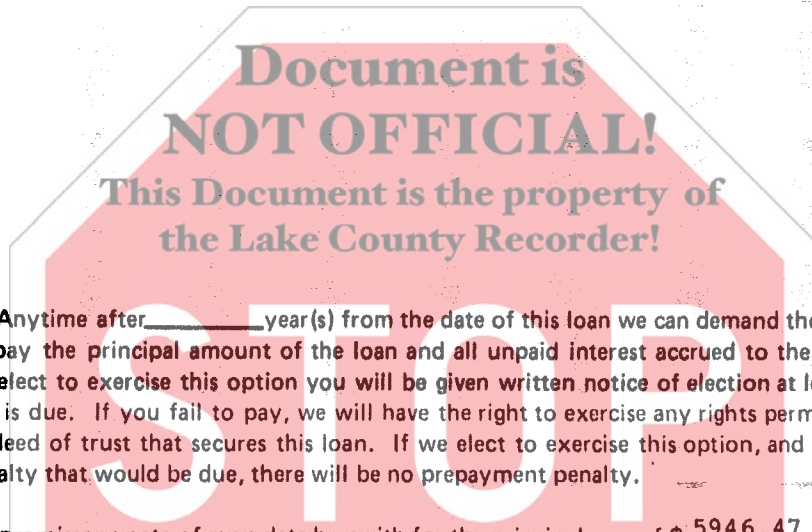 Document is
NOT OFFICIAL!
This Document is the property of
the Lake County Recorder!
STOP
Anytime after__________year(s) from the date of this loan we can demand the
pay the principal amount of the loan and all unpaid interest accrued to the
elect to exercise this option you will be given written notice of election at
is due. If you fail to pay, we will have the right to exercise any rights perm
deed of trust that secures this loan. If we elect to exercise this option, and
alty that would be due, there will be no prepayment penalty.
5946.47